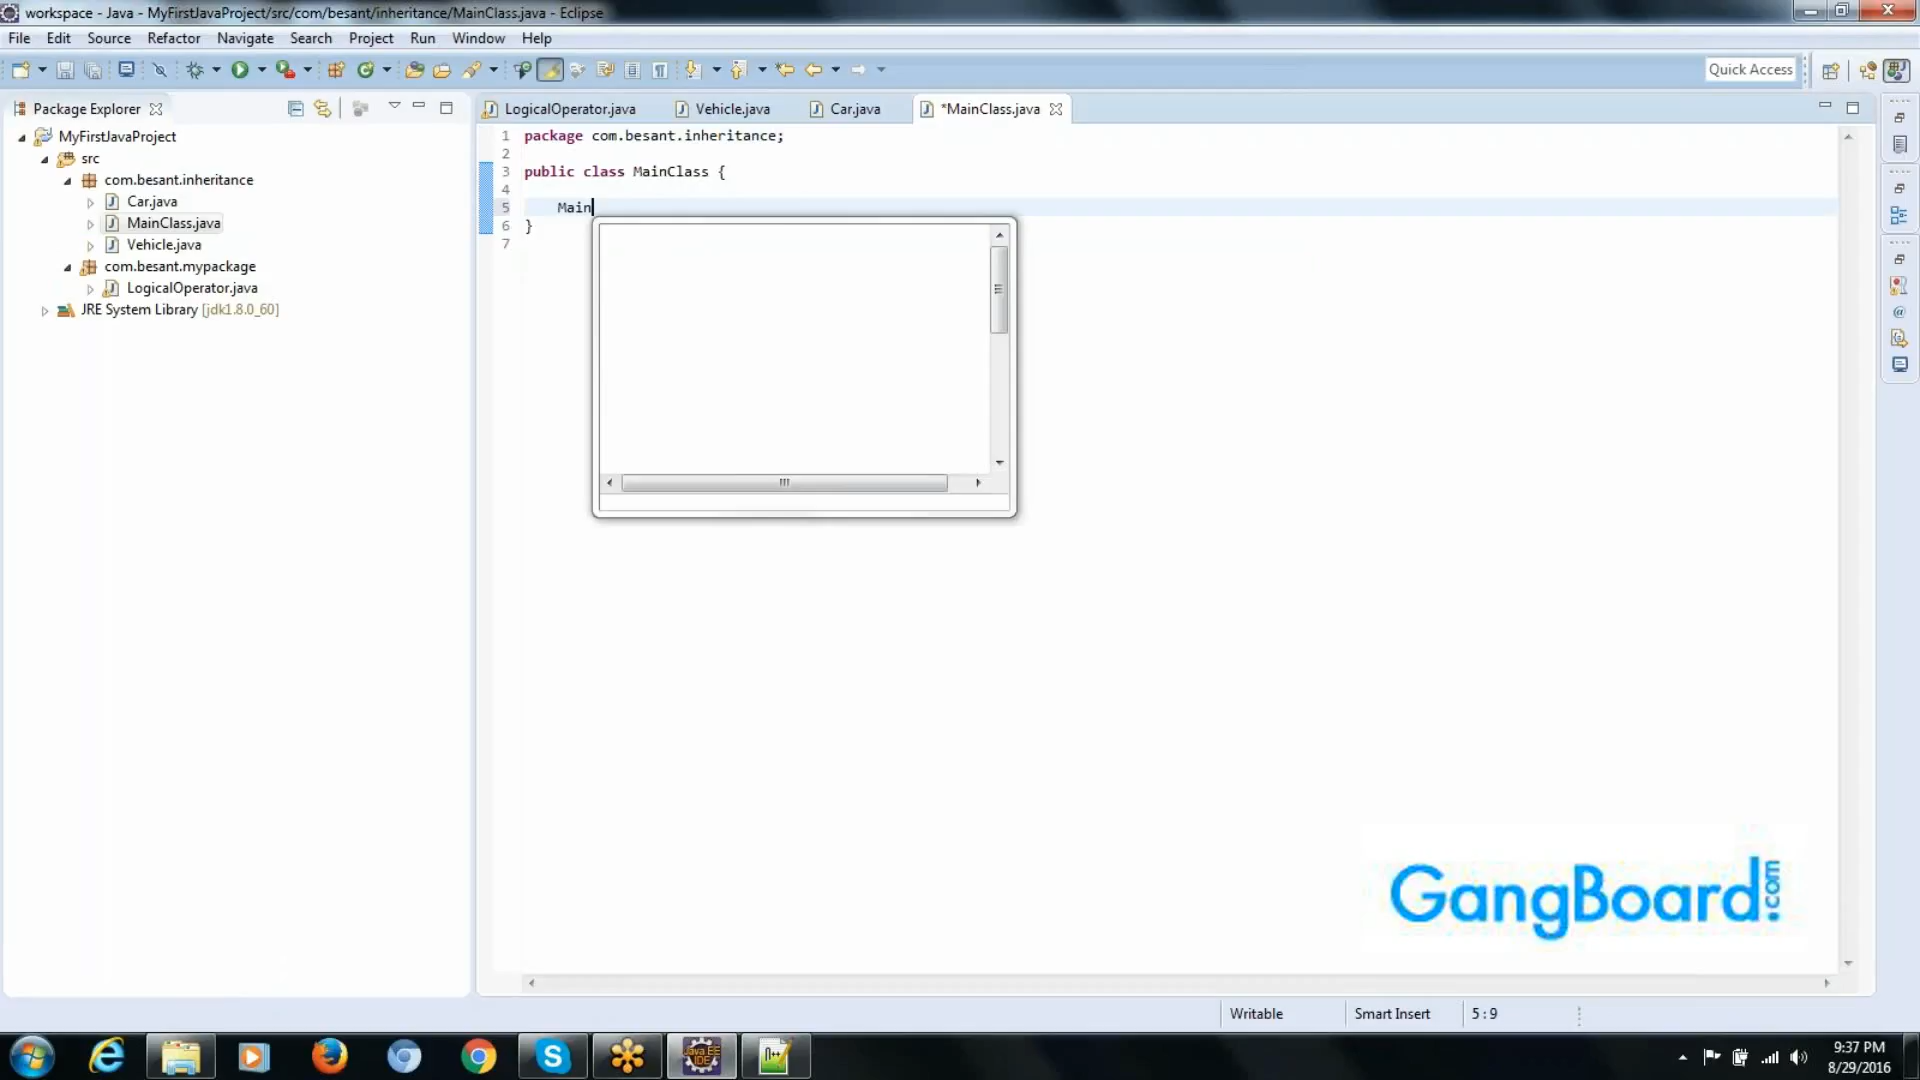 workspace - Java - MyFirstJavaProject/src/com/besant/inheritance/MainClass.java - Eclipse
File Edit Source Refactor Navigate Search Project Run Window Help
Quick Access
Package Explorer
LogicalOperator.java Vehicle.java Car.java *MainClass.java
MyFirstJavaProject
src
com.besant.inheritance
Car.java
MainClass.java
Vehicle.java
com.besant.mypackage
LogicalOperator.java
JRE System Library [jdk1.8.0_60]
1 package com.besant.inheritance;
2
3 public class MainClass {
4
5 Main
6 }
7
GangBoard.com
Writable Smart Insert 5 : 9
Java EE
IDE
9:37 PM
8/29/2016